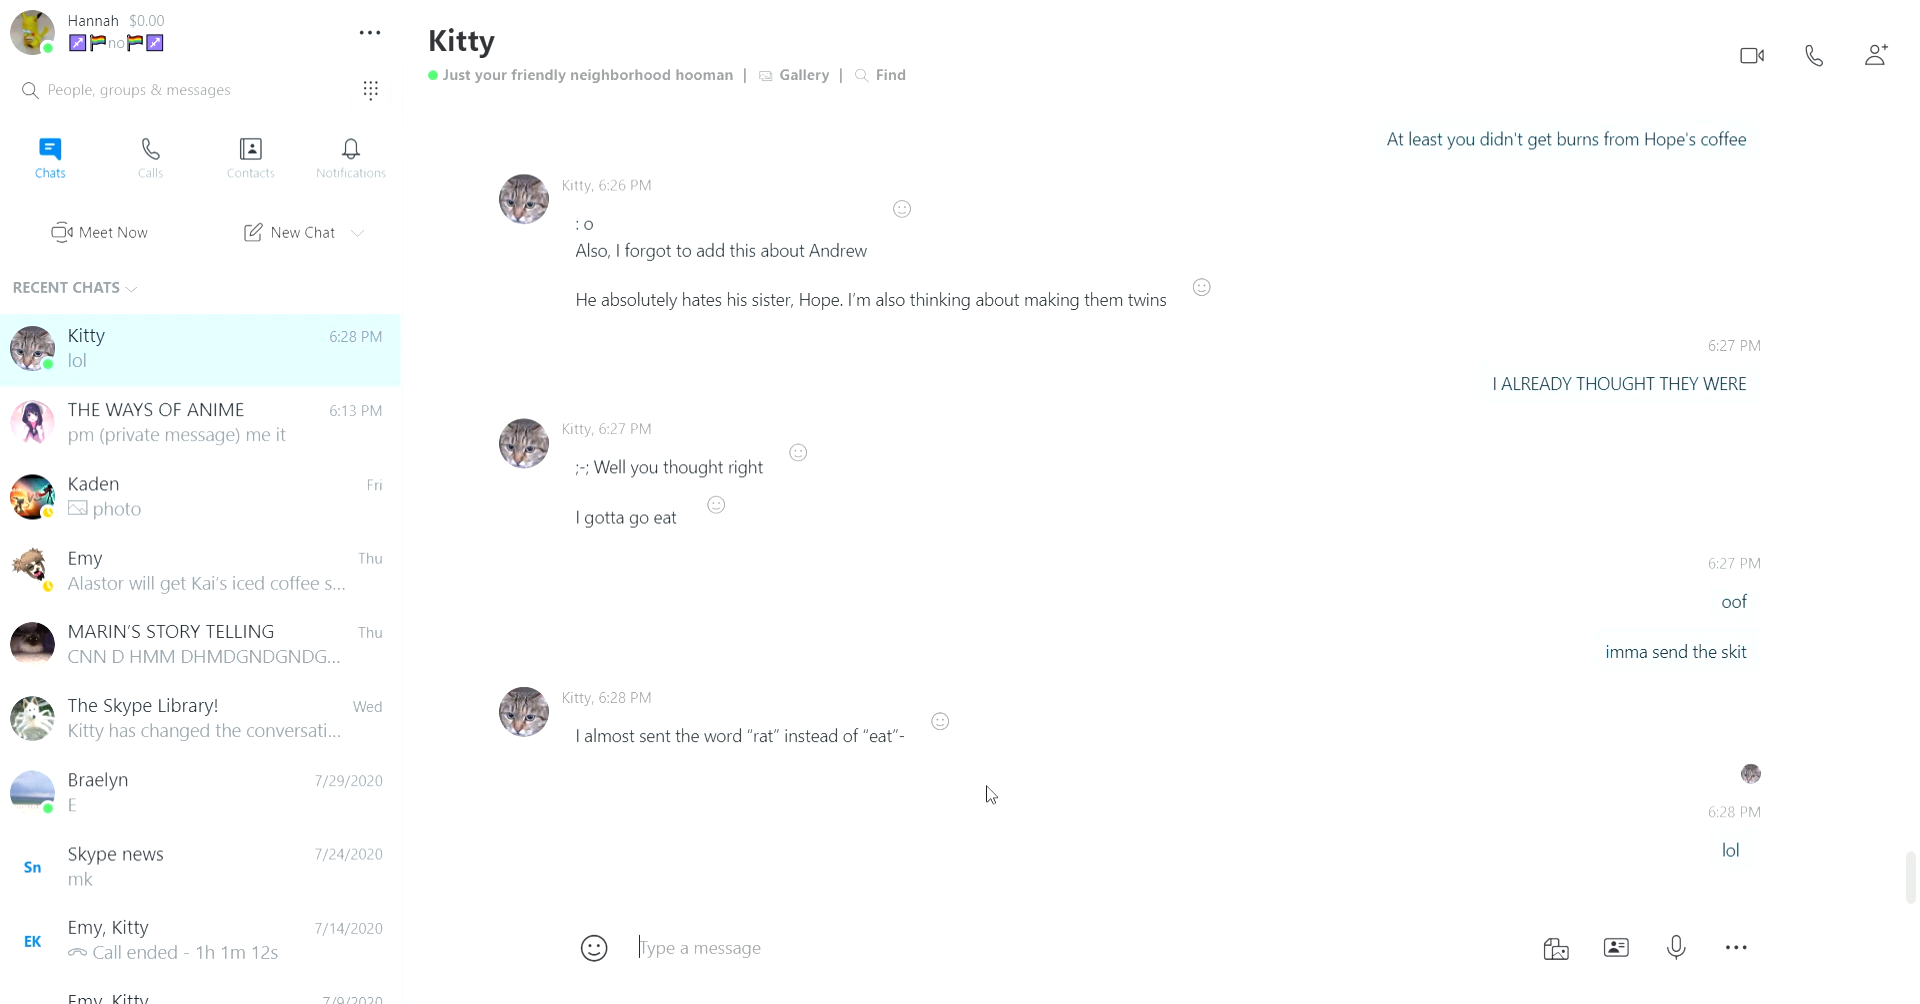 Hannah $0.00
♐🏳️‍🌈no🏳️‍🌈♐
People, groups & messages
Chats
Calls
Contacts
Notifications
Meet Now
New Chat
RECENT CHATS
Kitty 6:28 PM
lol
THE WAYS OF ANIME 6:13 PM
pm (private message) me it
Kaden Fri
photo
Emy Thu
Alastor will get Kai's iced coffee s...
MARIN'S STORY TELLING Thu
CNN D HMM DHMDGNDGNDG...
The Skype Library! Wed
Kitty has changed the conversati...
Braelyn 7/29/2020
E
Sn
Skype news 7/24/2020
mk
EK
Emy, Kitty 7/14/2020
Call ended - 1h 1m 12s
Emy, Kitty 7/9/2020
Kitty
Just your friendly neighborhood hooman | Gallery | Find
At least you didn't get burns from Hope's coffee
Kitty, 6:26 PM
: o
Also, I forgot to add this about Andrew
He absolutely hates his sister, Hope. I'm also thinking about making them twins
6:27 PM
I ALREADY THOUGHT THEY WERE
Kitty, 6:27 PM
;-; Well you thought right
I gotta go eat
6:27 PM
oof
imma send the skit
Kitty, 6:28 PM
I almost sent the word “rat” instead of “eat”-
6:28 PM
lol
Type a message